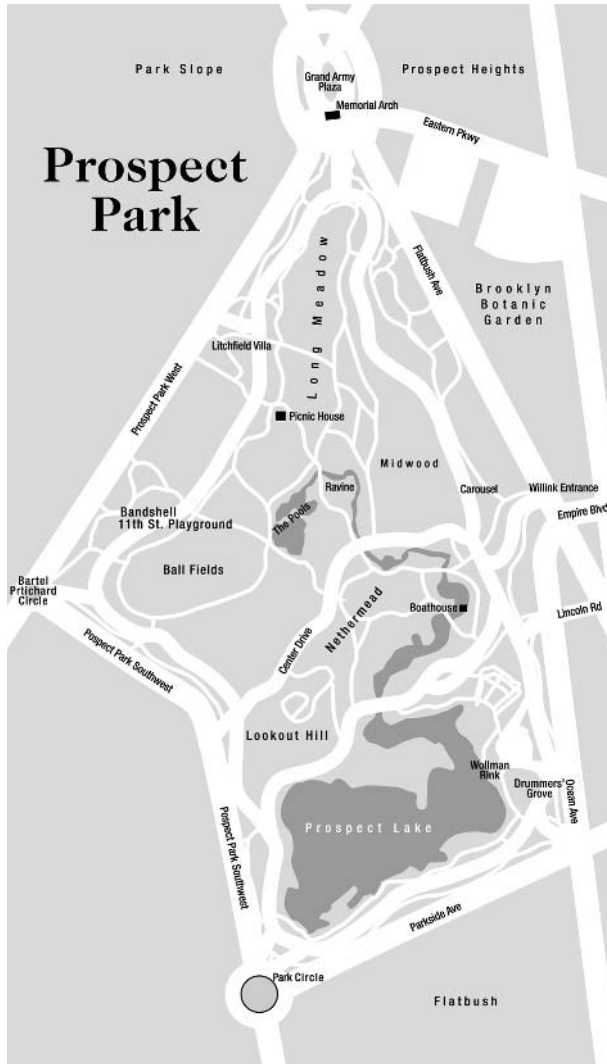 Park Slope
Grand Army
Plaza
Prospect Heights
Memorial Arch
Eastern Pkwy
Prospect
Park
Flatbush Ave
Brooklyn
Botanic
Garden
Long Meadow
Litchfield Villa
Prospect Park West
Picnic House
Midwood
Ravine
Carousel
Willink Entrance
Empire Blvd
The Pools
Bandshell
11th St. Playground
Ball Fields
Bartel
Prtichard
Circle
Nethermead
Boathouse
Lincoln Rd
Center Drive
Pospect Park Southwest
Lookout Hill
Wollman
Rink
Drummers'
Grove
Ocean Ave
Prospect Lake
Pospect Park Southwest
Parkside Ave
Park Circle
Flatbush